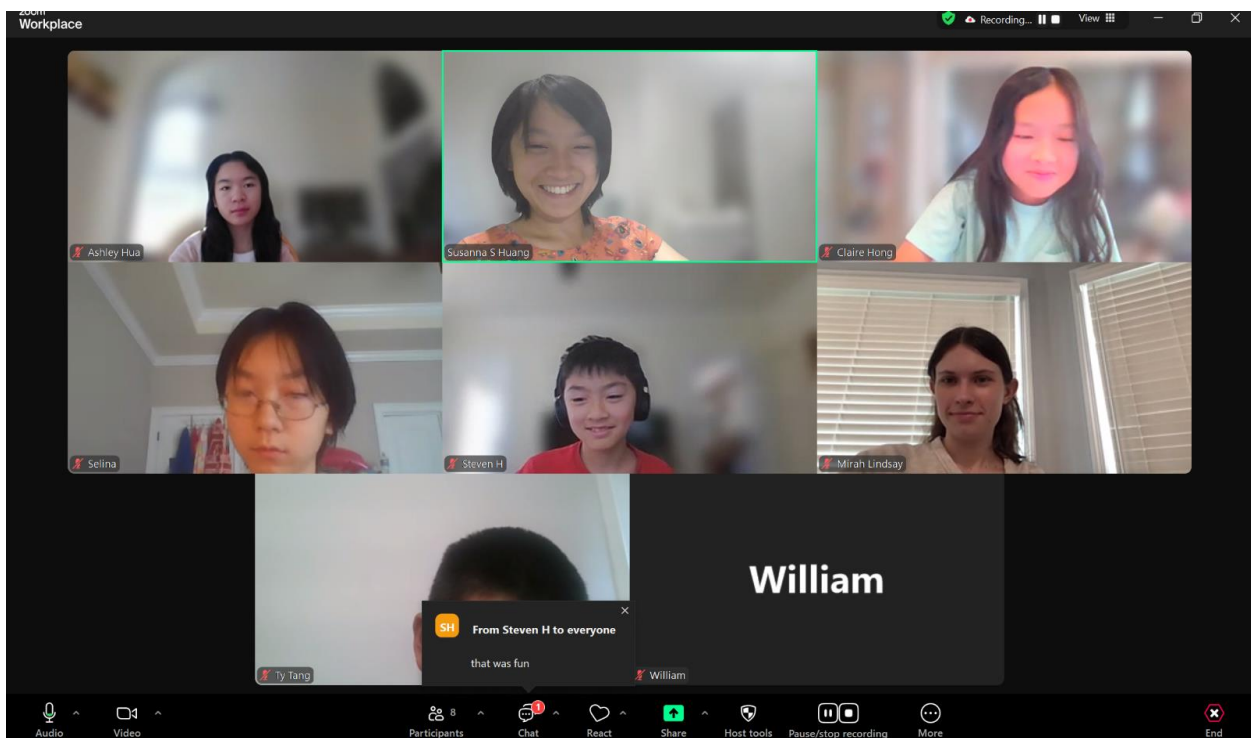 zoom
Workplace
Recording...
View
Ashley Hua
Susanna S Huang
Claire Hong
Selina
Steven H
Mirah Lindsay
William
SH
From Steven H to everyone
that was fun
Ty Tang
William
Audio
Video
8
Participants
1
Chat
React
Share
Host tools
Pause/stop recording
More
End